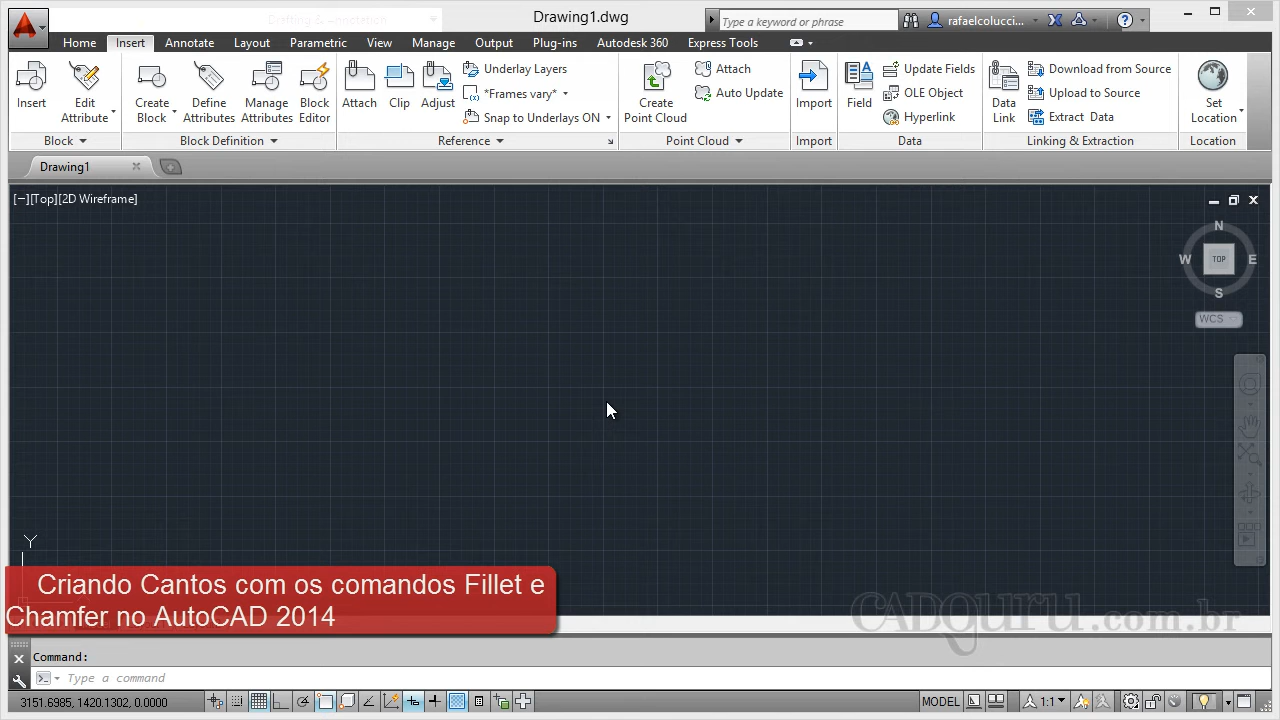 Drafting & Annotation
Drawing1.dwg
Type a keyword or phrase
rafaelcolucci...
Home Insert Annotate Layout Parametric View Manage Output Plug-ins Autodesk 360 Express Tools
Insert
Edit
Attribute
Block
Create
Block
Define
Attributes
Manage
Attributes
Block
Editor
Block Definition
Attach
Clip
Adjust
Underlay Layers
*Frames vary*
Snap to Underlays ON
Reference
Create
Point Cloud
Attach
Auto Update
Point Cloud
Import
Import
Field
Update Fields
OLE Object
Hyperlink
Data
Data
Link
Download from Source
Upload to Source
Extract Data
Linking & Extraction
Set
Location
Location
Drawing1
[−][Top][2D Wireframe]
N
W TOP E
S
WCS
Y
Criando Cantos com os comandos Fillet e
Chamfer no AutoCAD 2014
CADguru.com.br
Command:
Type a command
3151.6985, 1420.1302, 0.0000
MODEL
1:1